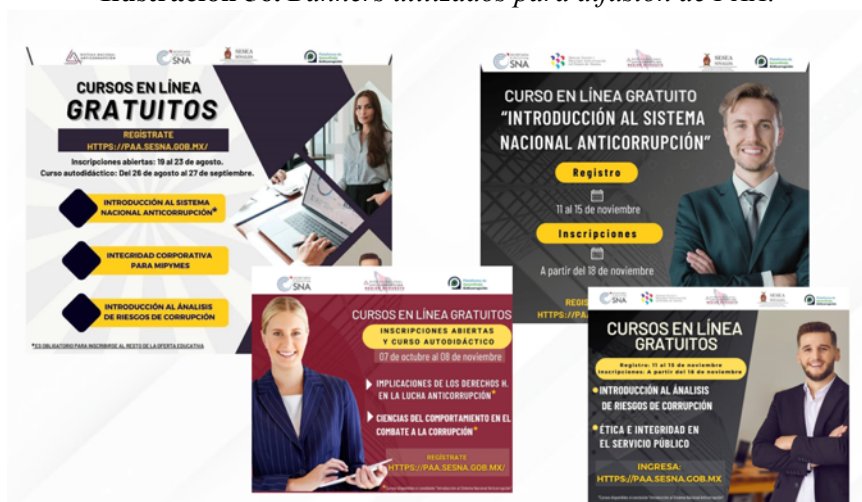 Ilustración 38. Banners utilizados para difusión de PAA.
SNA
SESEA
CURSOS EN LÍNEA
GRATUITOS
REGÍSTRATE
HTTPS://PAA.SESNA.GOB.MX/
Inscripciones abiertas: 19 al 23 de agosto.
Curso autodidáctico: Del 26 de agosto al 27 de septiembre.
INTRODUCCIÓN AL SISTEMA
NACIONAL ANTICORRUPCIÓN*
INTEGRIDAD CORPORATIVA
PARA MIPYMES
INTRODUCCIÓN AL ÁNALISIS
DE RIESGOS DE CORRUPCIÓN
*ES OBLIGATORIO PARA INSCRIBIRSE AL RESTO DE LA OFERTA EDUCATIVA
SNA
SESEA
CURSO EN LÍNEA GRATUITO
“INTRODUCCIÓN AL SISTEMA
NACIONAL ANTICORRUPCIÓN”
Registro
11 al 15 de noviembre
Inscripciones
A partir del 18 de noviembre
SNA
CURSOS EN LÍNEA GRATUITOS
INSCRIPCIONES ABIERTAS
Y CURSO AUTODIDÁCTICO
07 de octubre al 08 de noviembre
IMPLICACIONES DE LOS DERECHOS H.
EN LA LUCHA ANTICORRUPCIÓN*
CIENCIAS DEL COMPORTAMIENTO EN EL
COMBATE A LA CORRUPCIÓN*
REGÍSTRATE
HTTPS://PAA.SESNA.GOB.MX/
SNA
SESEA
CURSOS EN LÍNEA
GRATUITOS
Registro: 11 al 15 de noviembre
Inscripciones: A partir del 18 de noviembre
INTRODUCCIÓN AL ÁNALISIS
DE RIESGOS DE CORRUPCIÓN
ÉTICA E INTEGRIDAD EN
EL SERVICIO PÚBLICO
INGRESA:
HTTPS://PAA.SESNA.GOB.MX